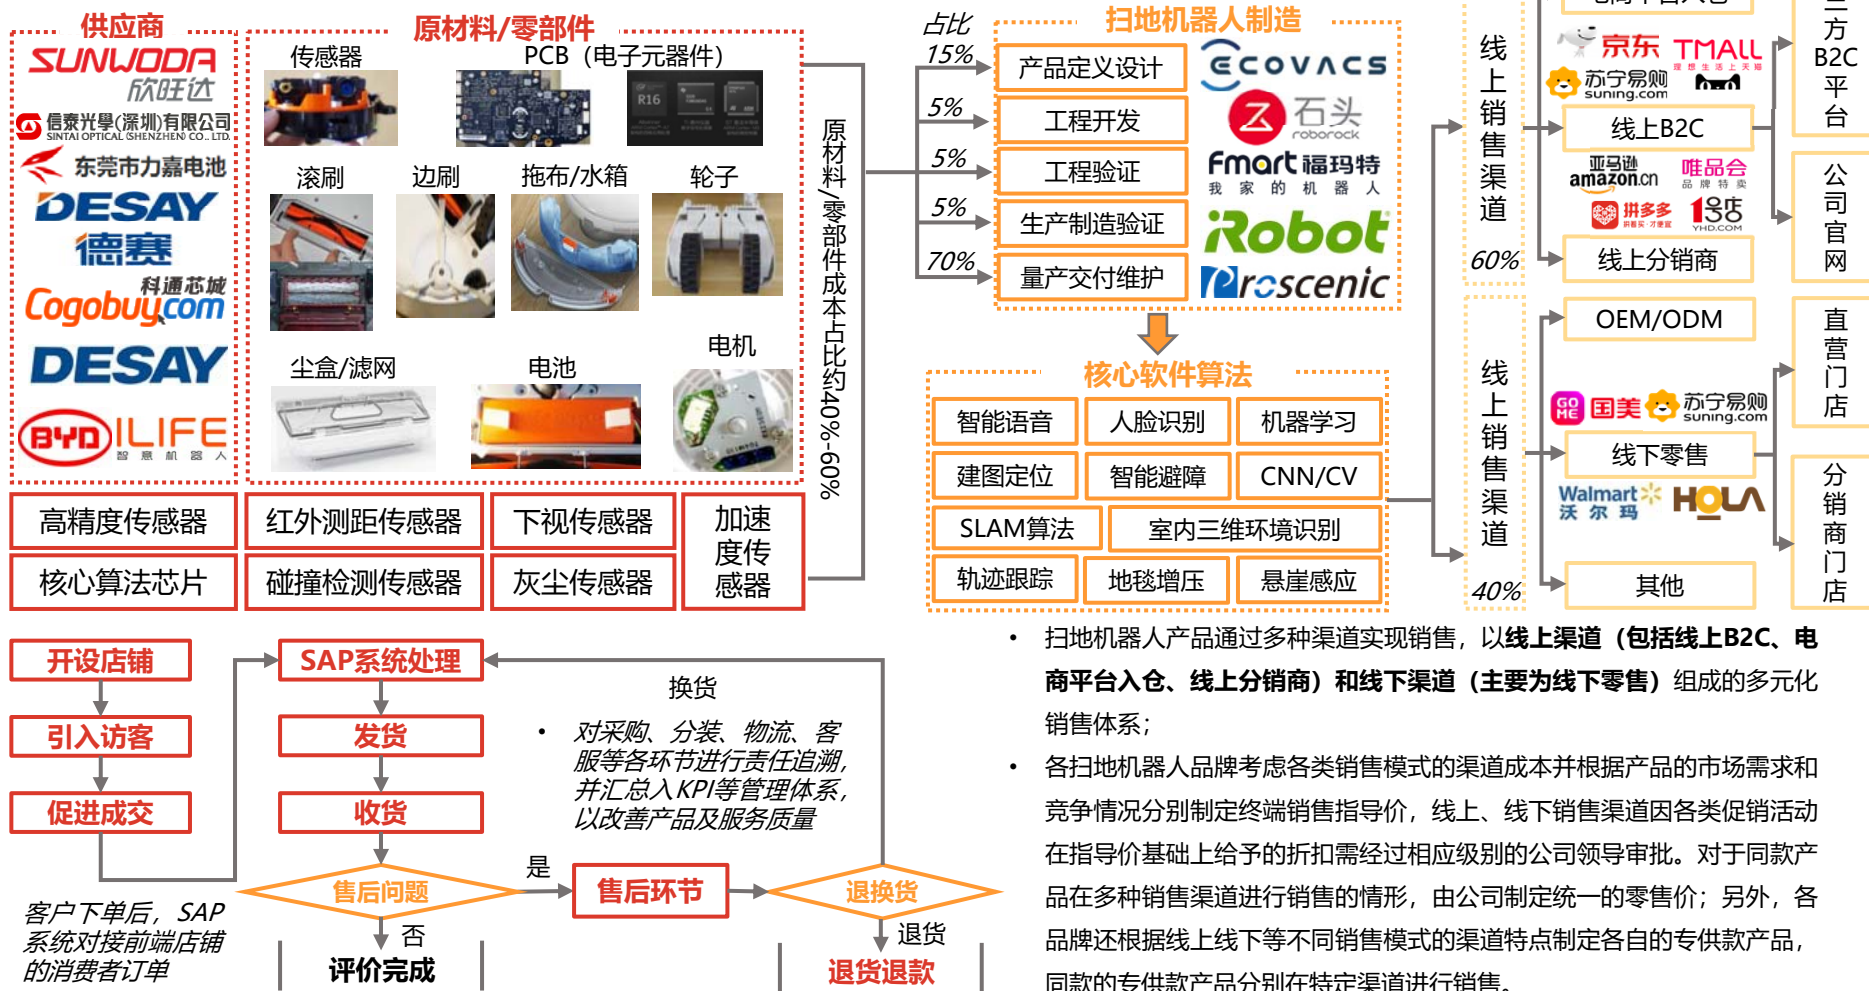 供应商
SUNWODA
欣旺达
信泰光學(深圳)有限公司
SINTAI OPTICAL (SHENZHEN) CO., LTD.
东莞市力嘉电池
DESAY
德赛
科通芯城
Cogobuy.com
DESAY
BYD ILIFE
智意机器人
原材料/零部件
传感器
PCB（电子元器件）
R16
滚刷
边刷
拖布/水箱
轮子
尘盒/滤网
电池
电机
原材料/零部件成本占比约40%-60%
高精度传感器
红外测距传感器
下视传感器
加速度传感器
核心算法芯片
碰撞检测传感器
灰尘传感器
占比
15%
5%
5%
5%
70%
扫地机器人制造
产品定义设计
工程开发
工程验证
生产制造验证
量产交付维护
ECOVACS
石头
roborock
Fmart 福玛特
我家的机器人
iRobot
Proscenic
核心软件算法
智能语音
人脸识别
机器学习
建图定位
智能避障
CNN/CV
SLAM算法
室内三维环境识别
轨迹跟踪
地毯增压
悬崖感应
线上销售渠道
60%
线上销售渠道
40%
京东
TMALL
理想生活上天猫
苏宁易购
suning.com
线上B2C
亚马逊
amazon.cn
唯品会
品牌特卖
拼多多
1号店
YHD.COM
线上分销商
OEM/ODM
GOME 国美
苏宁易购
suning.com
线下零售
Walmart
沃尔玛
HOLA
其他
方B2C平台
公司官网
直营门店
分销商门店
开设店铺
引入访客
促进成交
客户下单后，SAP
系统对接前端店铺
的消费者订单
SAP系统处理
发货
收货
售后问题
是
否
评价完成
售后环节
退换货
换货
退货
退货退款
• 对采购、分装、物流、客
服等各环节进行责任追溯，
并汇总入KPI等管理体系，
以改善产品及服务质量
• 扫地机器人产品通过多种渠道实现销售，以线上渠道（包括线上B2C、电
商平台入仓、线上分销商）和线下渠道（主要为线下零售）组成的多元化
销售体系；
• 各扫地机器人品牌考虑各类销售模式的渠道成本并根据产品的市场需求和
竞争情况分别制定终端销售指导价，线上、线下销售渠道因各类促销活动
在指导价基础上给予的折扣需经过相应级别的公司领导审批。对于同款产
品在多种销售渠道进行销售的情形，由公司制定统一的零售价；另外，各
品牌还根据线上线下等不同销售模式的渠道特点制定各自的专供款产品，
同款的专供款产品分别在特定渠道进行销售。